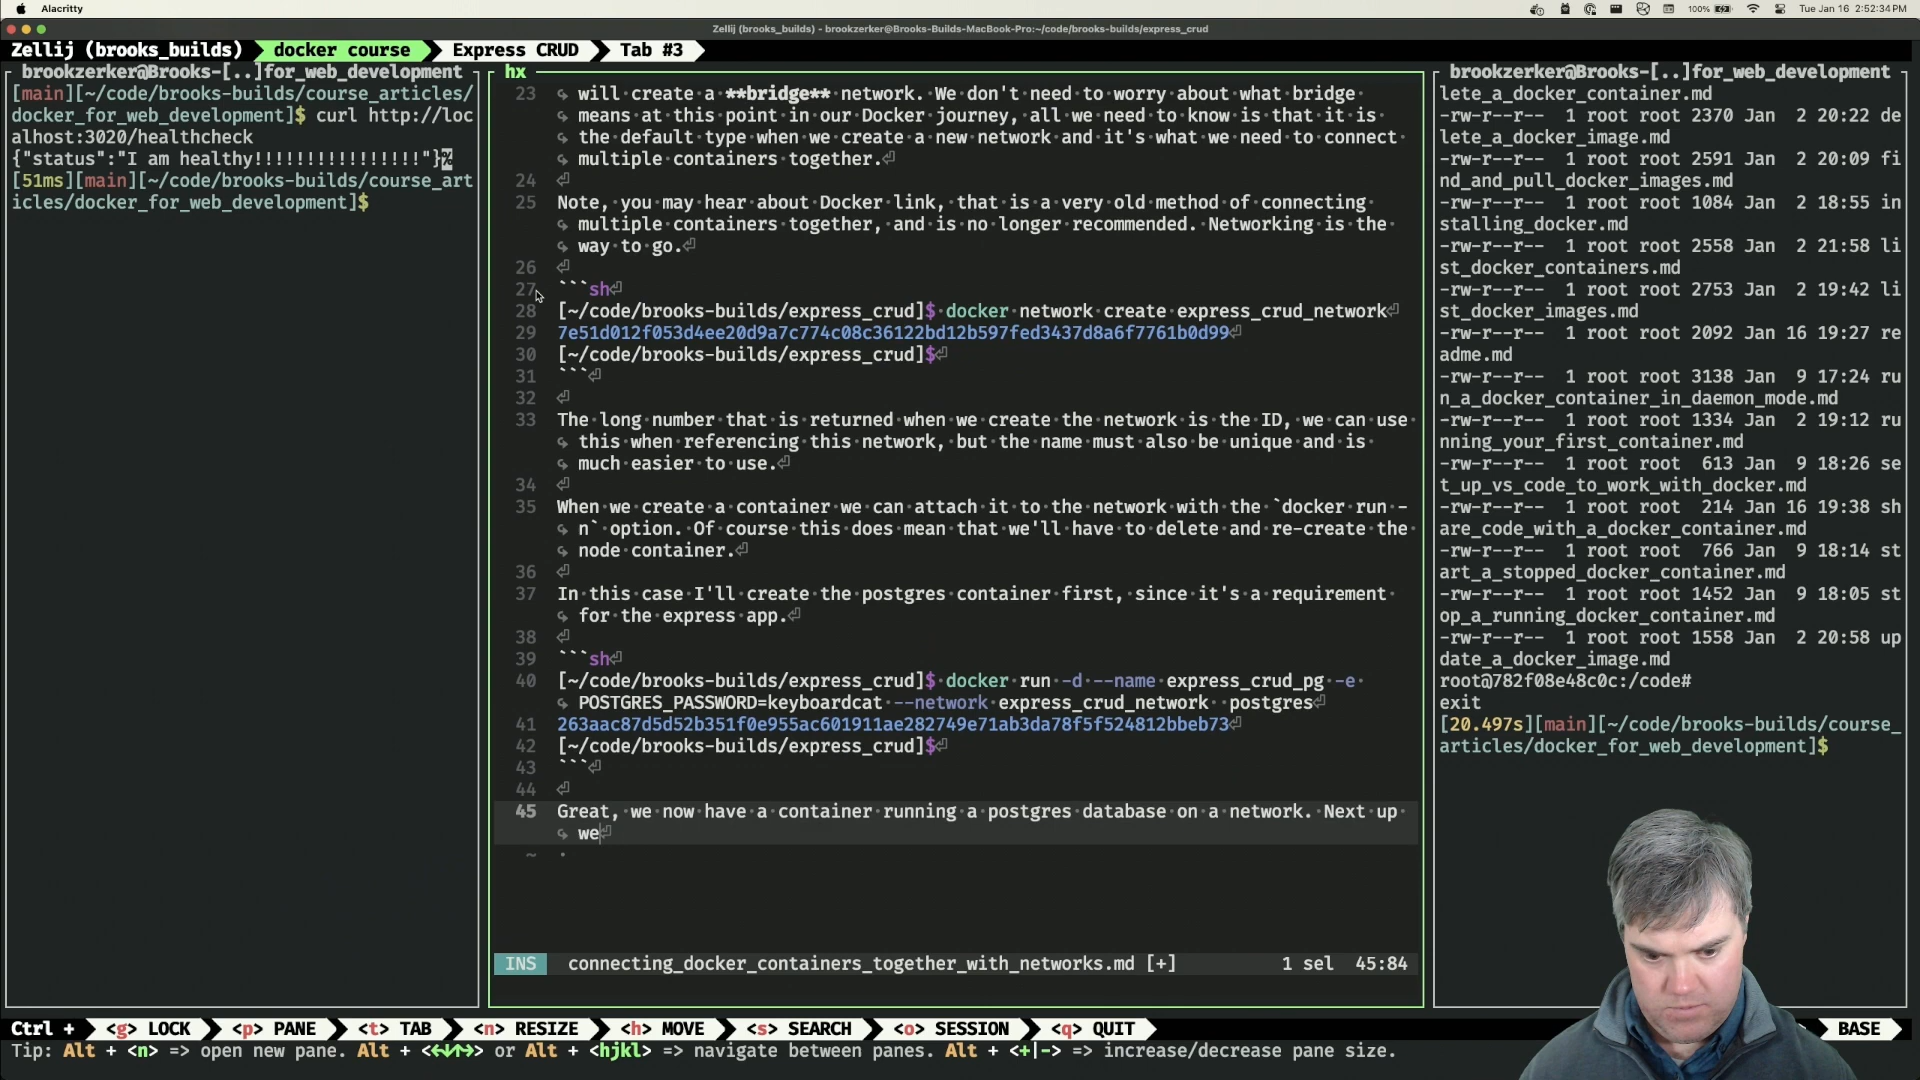 Alacritty
100%
Tue Jan 16 2:52:34 PM
Zellij (brooks_builds) - brookzerker@Brooks-Builds-MacBook-Pro:~/code/brooks-builds/express_crud
Zellij (brooks_builds) docker course Express CRUD Tab #3
brookzerker@Brooks-[..]for_web_development
[main][~/code/brooks-builds/course_articles/
docker_for_web_development]$ curl http://loc
alhost:3020/healthcheck
{"status":"I am healthy!!!!!!!!!!!!!!!!"}%
[51ms][main][~/code/brooks-builds/course_art
icles/docker_for_web_development]$
hx
23 will create a **bridge** network. We don't need to worry about what bridge
means at this point in our Docker journey, all we need to know is that it is
the default type when we create a new network and it's what we need to connect
multiple containers together.
24
25 Note, you may hear about Docker link, that is a very old method of connecting
multiple containers together, and is no longer recommended. Networking is the
way to go.
26
27 ```sh
28 [~/code/brooks-builds/express_crud]$ docker network create express_crud_network
29 7e51d012f053d4ee20d9a7c774c08c36122bd12b597fed3437d8a6f7761b0d99
30 [~/code/brooks-builds/express_crud]$
31 ```
32
33 The long number that is returned when we create the network is the ID, we can use
this when referencing this network, but the name must also be unique and is
much easier to use.
34
35 When we create a container we can attach it to the network with the `docker run -
n` option. Of course this does mean that we'll have to delete and re-create the
node container.
36
37 In this case I'll create the postgres container first, since it's a requirement
for the express app.
38
39 ```sh
40 [~/code/brooks-builds/express_crud]$ docker run -d --name express_crud_pg -e
POSTGRES_PASSWORD=keyboardcat --network express_crud_network  postgres
41 263aac87d5d52b351f0e955ac601911ae282749e71ab3da78f5f524812bbeb73
42 [~/code/brooks-builds/express_crud]$
43 ```
44
45 Great, we now have a container running a postgres database on a network. Next up
we
~
INS connecting_docker_containers_together_with_networks.md [+] 1 sel 45:84
brookzerker@Brooks-[..]for_web_development
lete_a_docker_container.md
-rw-r--r-- 1 root root 2370 Jan 2 20:22 de
lete_a_docker_image.md
-rw-r--r-- 1 root root 2591 Jan 2 20:09 fi
nd_and_pull_docker_images.md
-rw-r--r-- 1 root root 1084 Jan 2 18:55 in
stalling_docker.md
-rw-r--r-- 1 root root 2558 Jan 2 21:58 li
st_docker_containers.md
-rw-r--r-- 1 root root 2753 Jan 2 19:42 li
st_docker_images.md
-rw-r--r-- 1 root root 2092 Jan 16 19:27 re
adme.md
-rw-r--r-- 1 root root 3138 Jan 9 17:24 ru
n_a_docker_container_in_daemon_mode.md
-rw-r--r-- 1 root root 1334 Jan 2 19:12 ru
nning_your_first_container.md
-rw-r--r-- 1 root root 613 Jan 9 18:26 se
t_up_vs_code_to_work_with_docker.md
-rw-r--r-- 1 root root 214 Jan 16 19:38 sh
are_code_with_a_docker_container.md
-rw-r--r-- 1 root root 766 Jan 9 18:14 st
art_a_stopped_docker_container.md
-rw-r--r-- 1 root root 1452 Jan 9 18:05 st
op_a_running_docker_container.md
-rw-r--r-- 1 root root 1558 Jan 2 20:58 up
date_a_docker_image.md
root@782f08e48c0c:/code#
exit
[20.497s][main][~/code/brooks-builds/course_
articles/docker_for_web_development]$
Ctrl + <g> LOCK <p> PANE <t> TAB <n> RESIZE <h> MOVE <s> SEARCH <o> SESSION <q> QUIT BASE
Tip: Alt + <n> => open new pane. Alt + <←↓↑→> or Alt + <hjkl> => navigate between panes. Alt + <+|-> => increase/decrease pane size.